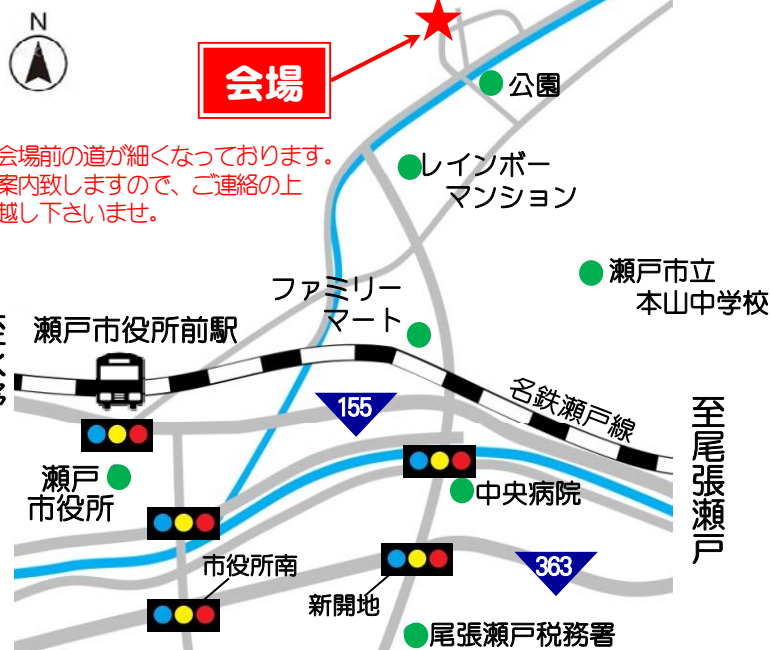 N
会場
公園
会場前の道が細くなっております。
案内致しますので、ご連絡の上
越し下さいませ。
レインボー
マンション
瀬戸市立
本山中学校
ファミリー
マート
瀬戸市役所前駅
名鉄瀬戸線
155
至尾張瀬戸
瀬戸
市役所
中央病院
市役所南
363
新開地
尾張瀬戸税務署